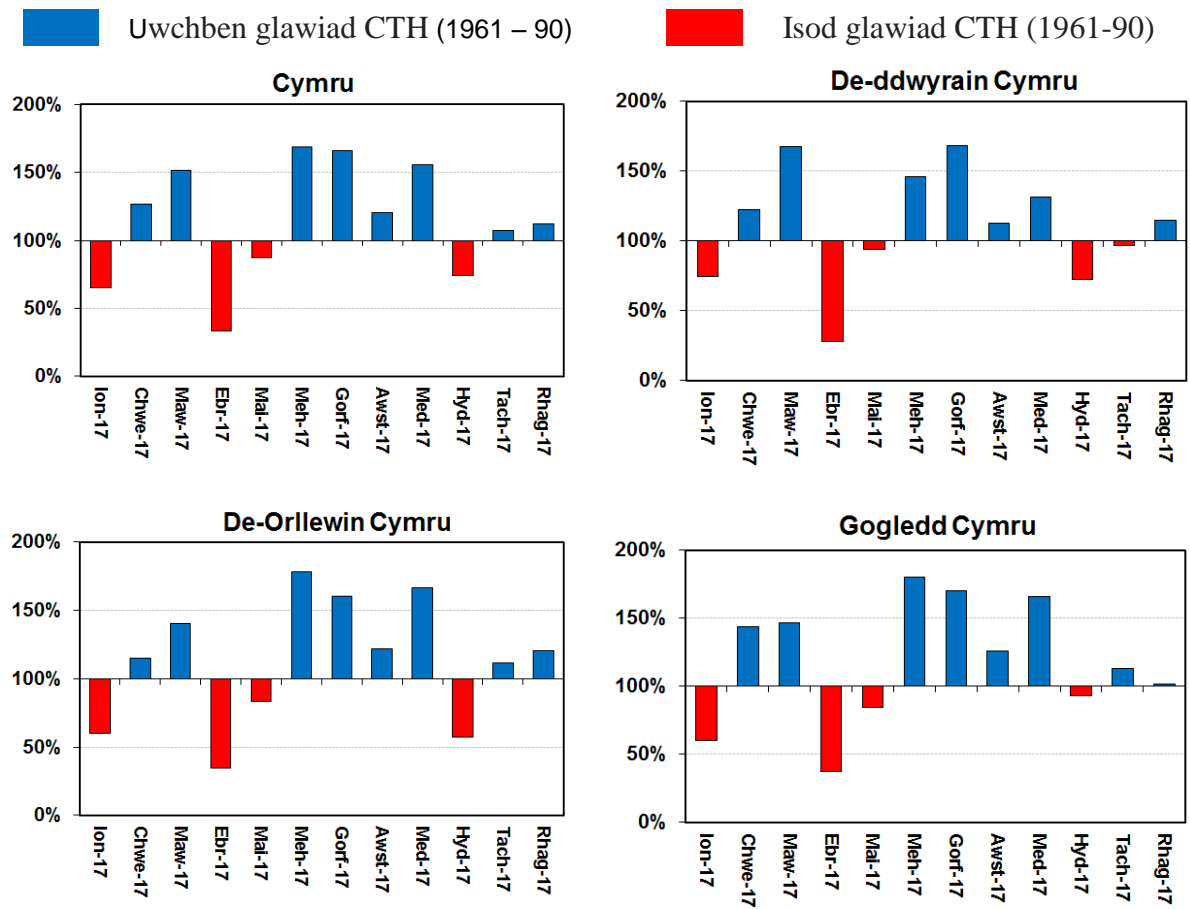 Uwchben glawiad CTH (1961 – 90)
Isod glawiad CTH (1961-90)
Cymru
200%
150%
100%
50%
0%
Ion-17
Chwe-17
Maw-17
Ebr-17
Mai-17
Meh-17
Gorf-17
Awst-17
Med-17
Hyd-17
Tach-17
Rhag-17
De-ddwyrain Cymru
200%
150%
100%
50%
0%
Ion-17
Chwe-17
Maw-17
Ebr-17
Mai-17
Meh-17
Gorf-17
Awst-17
Med-17
Hyd-17
Tach-17
Rhag-17
De-Orllewin Cymru
200%
150%
100%
50%
0%
Ion-17
Chwe-17
Maw-17
Ebr-17
Mai-17
Meh-17
Gorf-17
Awst-17
Med-17
Hyd-17
Tach-17
Rhag-17
Gogledd Cymru
200%
150%
100%
50%
0%
Ion-17
Chwe-17
Maw-17
Ebr-17
Mai-17
Meh-17
Gorf-17
Awst-17
Med-17
Hyd-17
Tach-17
Rhag-17